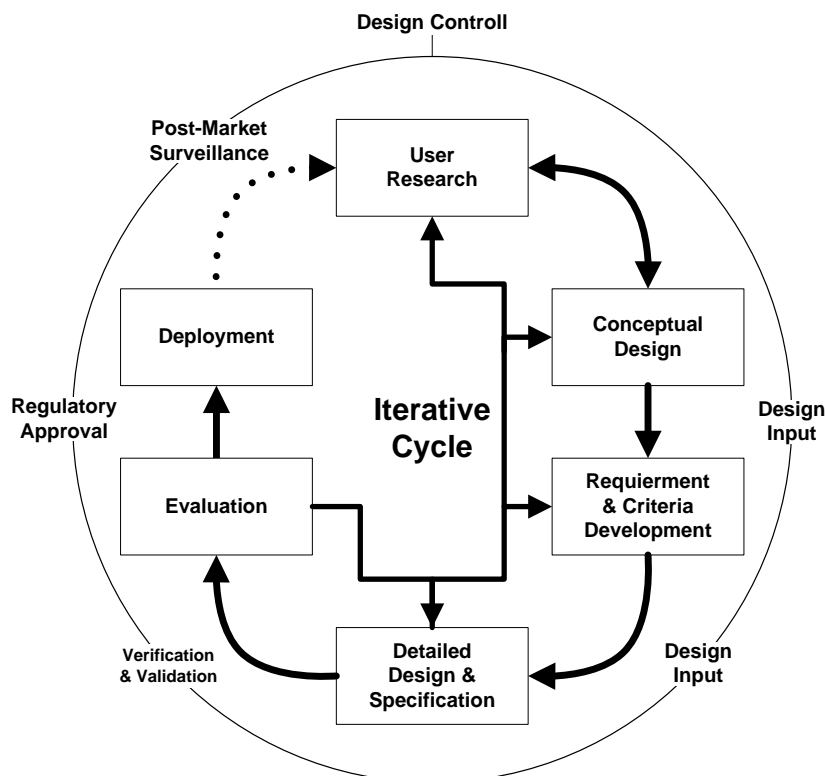 Design Controll
Post-Market
Surveillance
User
Research
Deployment
Conceptual
Design
Iterative
Cycle
Regulatory
Approval
Design
Input
Evaluation
Requierment
& Criteria
Development
Verification
& Validation
Detailed
Design &
Specification
Design
Input